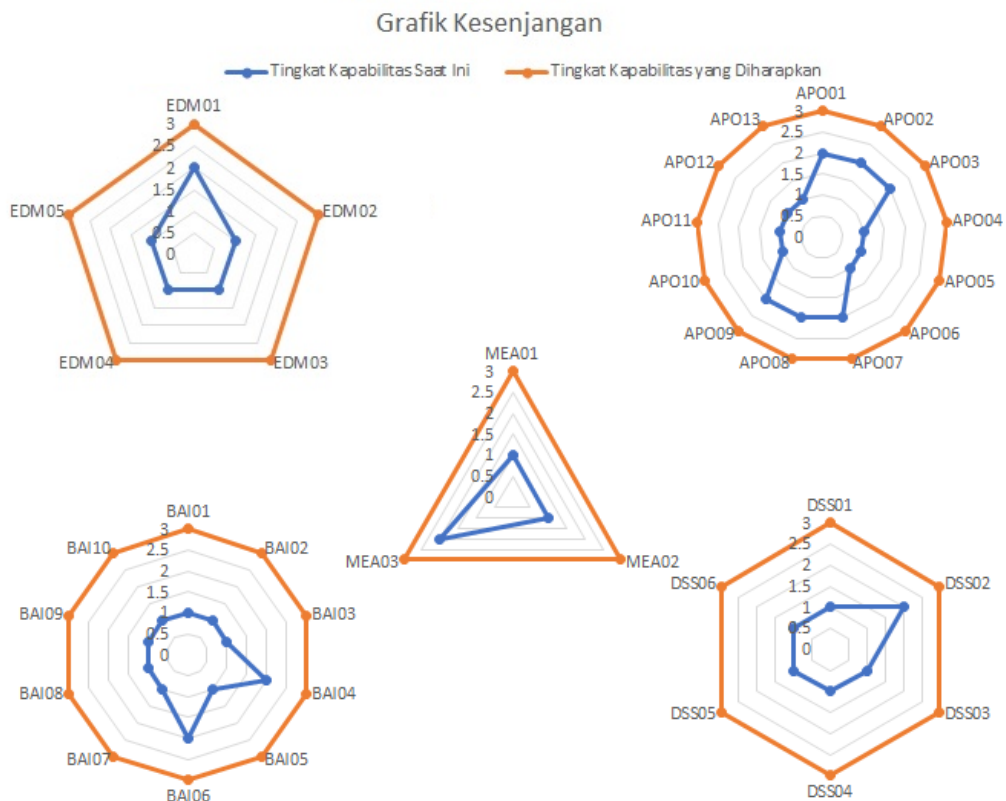 Grafik Kesenjangan
Tingkat Kapabilitas Saat Ini
Tingkat Kapabilitas yang Diharapkan
EDM01
3
2.5
2
1.5
1
0.5
0
EDM02
EDM03
EDM04
EDM05
APO01
3
2.5
2
1.5
1
0.5
0
APO02
APO03
APO04
APO05
APO06
APO07
APO08
APO09
APO10
APO11
APO12
APO13
MEA01
3
2.5
2
1.5
1
0.5
0
MEA02
MEA03
BAI01
3
2.5
2
1.5
1
0.5
0
BAI02
BAI03
BAI04
BAI05
BAI06
BAI07
BAI08
BAI09
BAI10
DSS01
3
2.5
2
1.5
1
0.5
0
DSS02
DSS03
DSS04
DSS05
DSS06